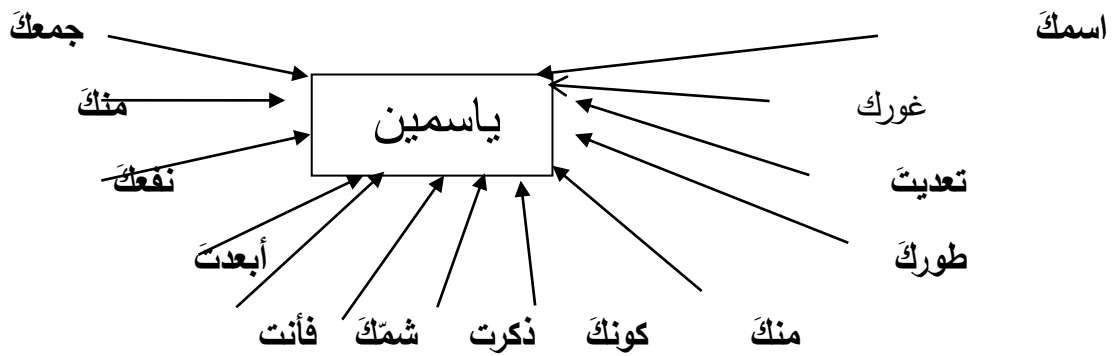 اسمكَ
جمعكَ
غورك
ياسمين
منكَ
تعديتَ
نفعكَ
طوركَ
أبعدتَ
منكَ
كونكَ
ذكرت
شمّكَ
فأنت